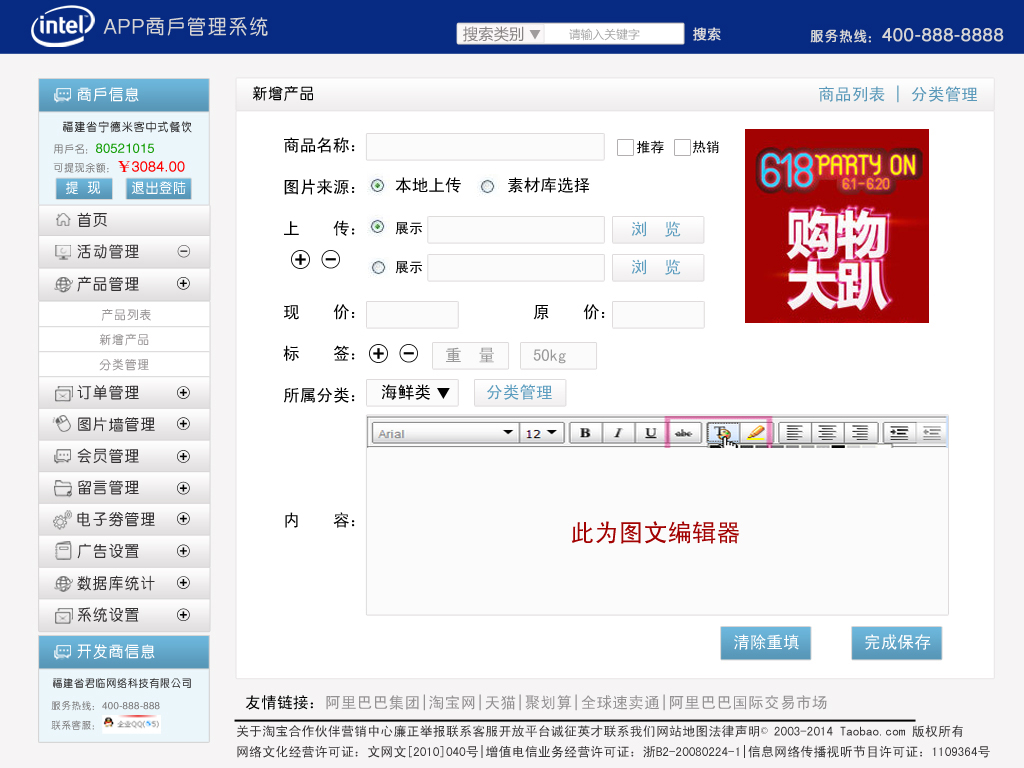 intel APP商戶管理系统
搜索类别▼ 请输入关键字 搜索
服务热线：400-888-8888
商戶信息
福建省宁德米客中式餐饮
用戶名：80521015
可提现余额：￥3084.00
提 现 退出登陆
首页
活动管理
产品管理
产品列表
新增产品
分类管理
订单管理
图片墙管理
会员管理
留言管理
电子劵管理
广告设置
数据库统计
系统设置
开发商信息
福建省君临网络科技有限公司
服务热线：400-888-888
联系客服：企业QQ(5/5)
新增产品
商品列表 | 分类管理
商品名称： 推荐 热销
图片来源： 本地上传 素材库选择
上 传： 展示 浏 览
展示 浏 览
现 价： 原 价：
标 签： 重 量 50kg
所属分类： 海鲜类▼ 分类管理
618 PARTY ON
6.1-6.20
购物
大趴
Arial 12 B I U abc T
内 容：
此为图文编辑器
清除重填 完成保存
友情链接：阿里巴巴集团|淘宝网|天猫|聚划算|全球速卖通|阿里巴巴国际交易市场
关于淘宝合作伙伴营销中心廉正举报联系客服开放平台诚征英才联系我们网站地图法律声明© 2003-2014 Taobao.com 版权所有
网络文化经营许可证：文网文[2010]040号|增值电信业务经营许可证：浙B2-20080224-1|信息网络传播视听节目许可证：1109364号